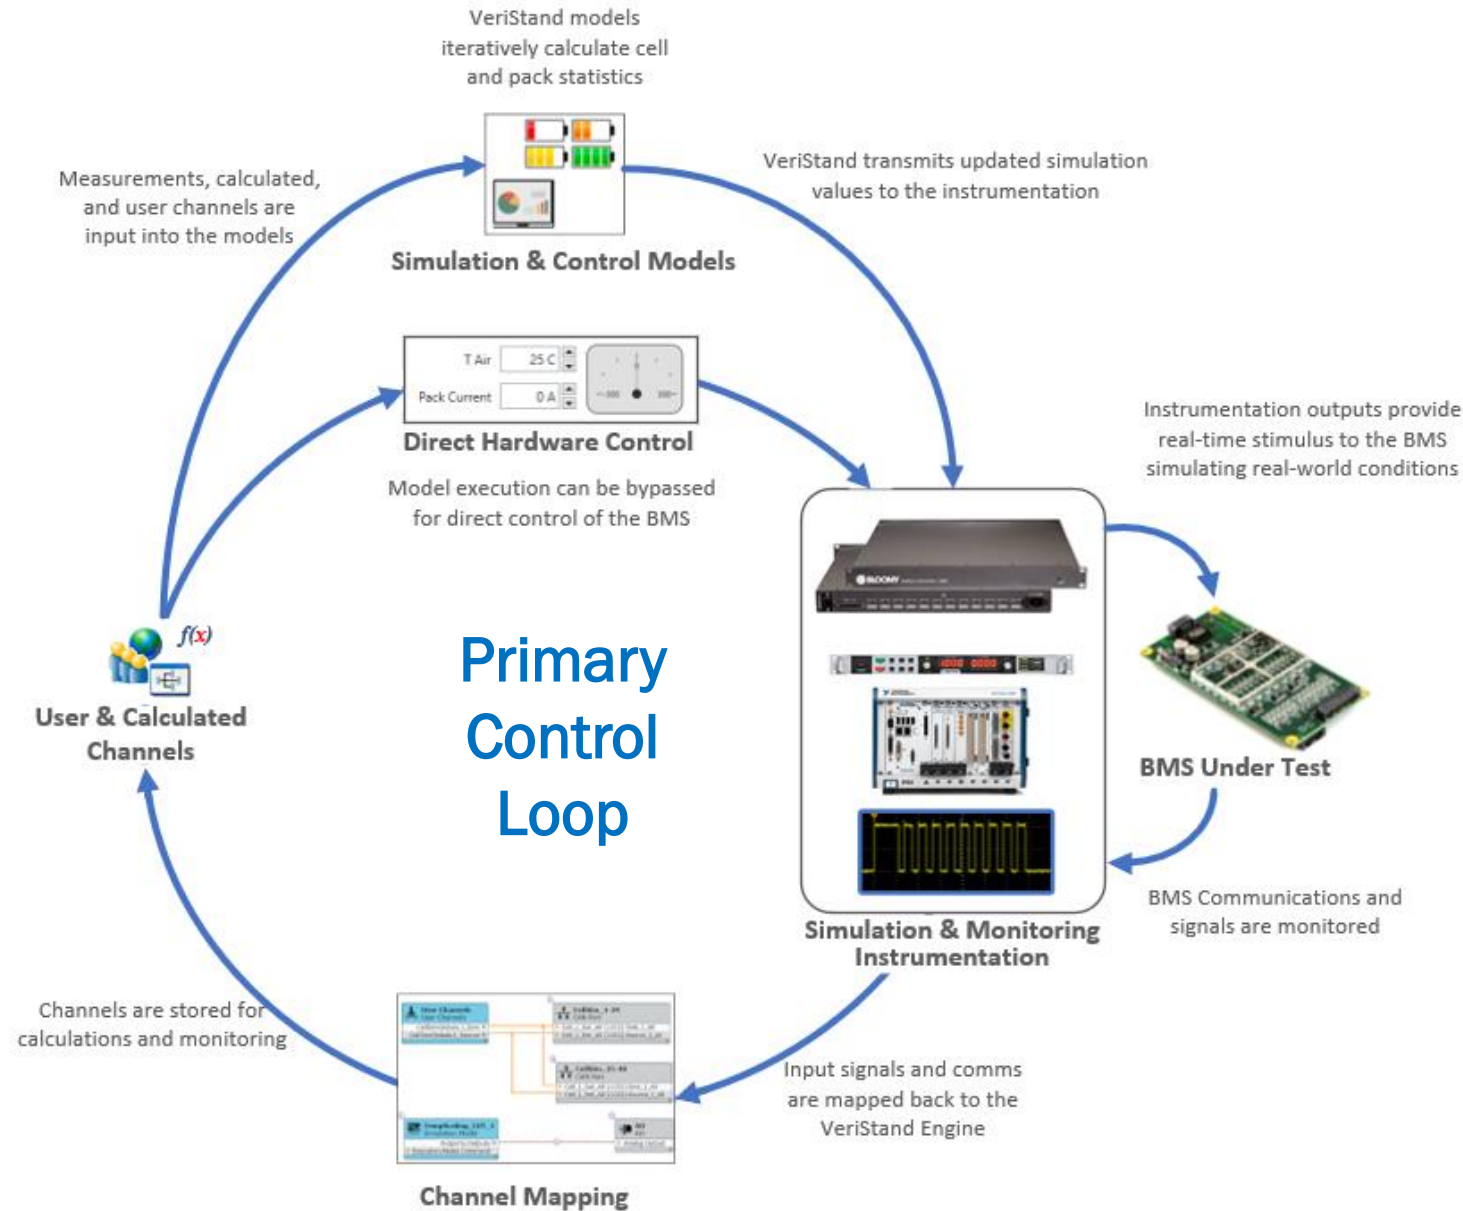 VeriStand models
iteratively calculate cell
and pack statistics
Measurements, calculated,
and user channels are
input into the models
VeriStand transmits updated simulation
values to the instrumentation
Simulation & Control Models
T Air
25 C
Pack Current
0 A
Direct Hardware Control
Model execution can be bypassed
for direct control of the BMS
Instrumentation outputs provide
real-time stimulus to the BMS
simulating real-world conditions
BLOOMY
f(x)
User & Calculated
Channels
Primary
Control
Loop
BMS Under Test
BMS Communications and
signals are monitored
Simulation & Monitoring
Instrumentation
Channels are stored for
calculations and monitoring
User Channels
User Channels
Input signals and comms
are mapped back to the
VeriStand Engine
Channel Mapping